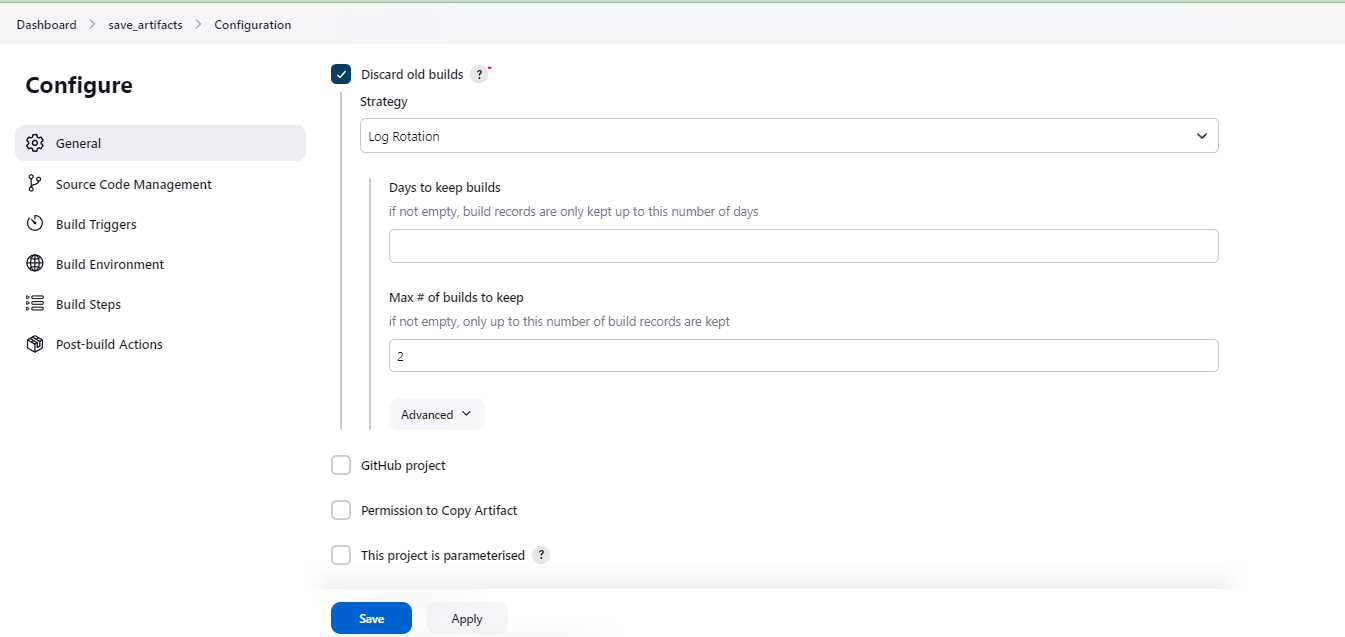 Dashboard > save_artifacts > Configuration
Configure
General
Source Code Management
Build Triggers
Build Environment
Build Steps
Post-build Actions
Discard old builds ?
Strategy
Log Rotation
Days to keep builds
if not empty, build records are only kept up to this number of days
Max # of builds to keep
if not empty, only up to this number of build records are kept
2
Advanced
GitHub project
Permission to Copy Artifact
This project is parameterised ?
Save Apply